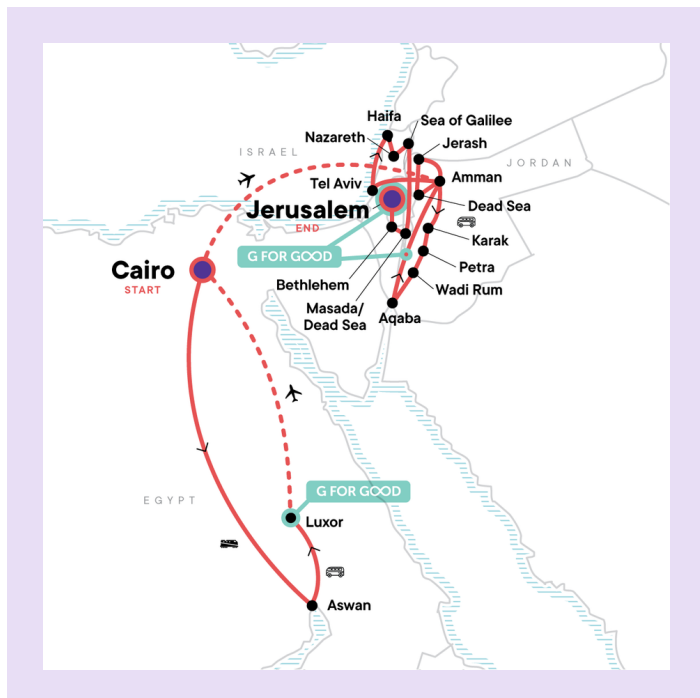 Haifa
Sea of Galilee
Nazareth
Jerash
ISRAEL
JORDAN
Amman
Tel Aviv
Dead Sea
Jerusalem
END
Karak
G FOR GOOD
Cairo
START
Petra
Bethlehem
Wadi Rum
Masada/
Dead Sea
Aqaba
G FOR GOOD
EGYPT
Luxor
Aswan